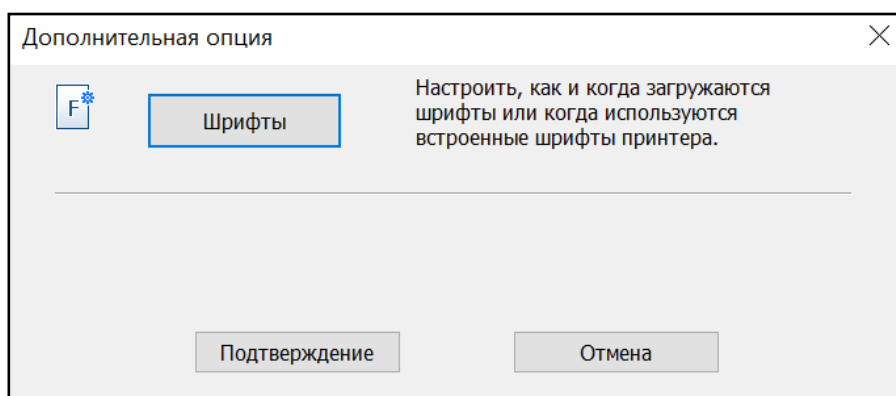 Дополнительная опция
F
Шрифты
Настроить, как и когда загружаются
шрифты или когда используются
встроенные шрифты принтера.
Подтверждение
Отмена